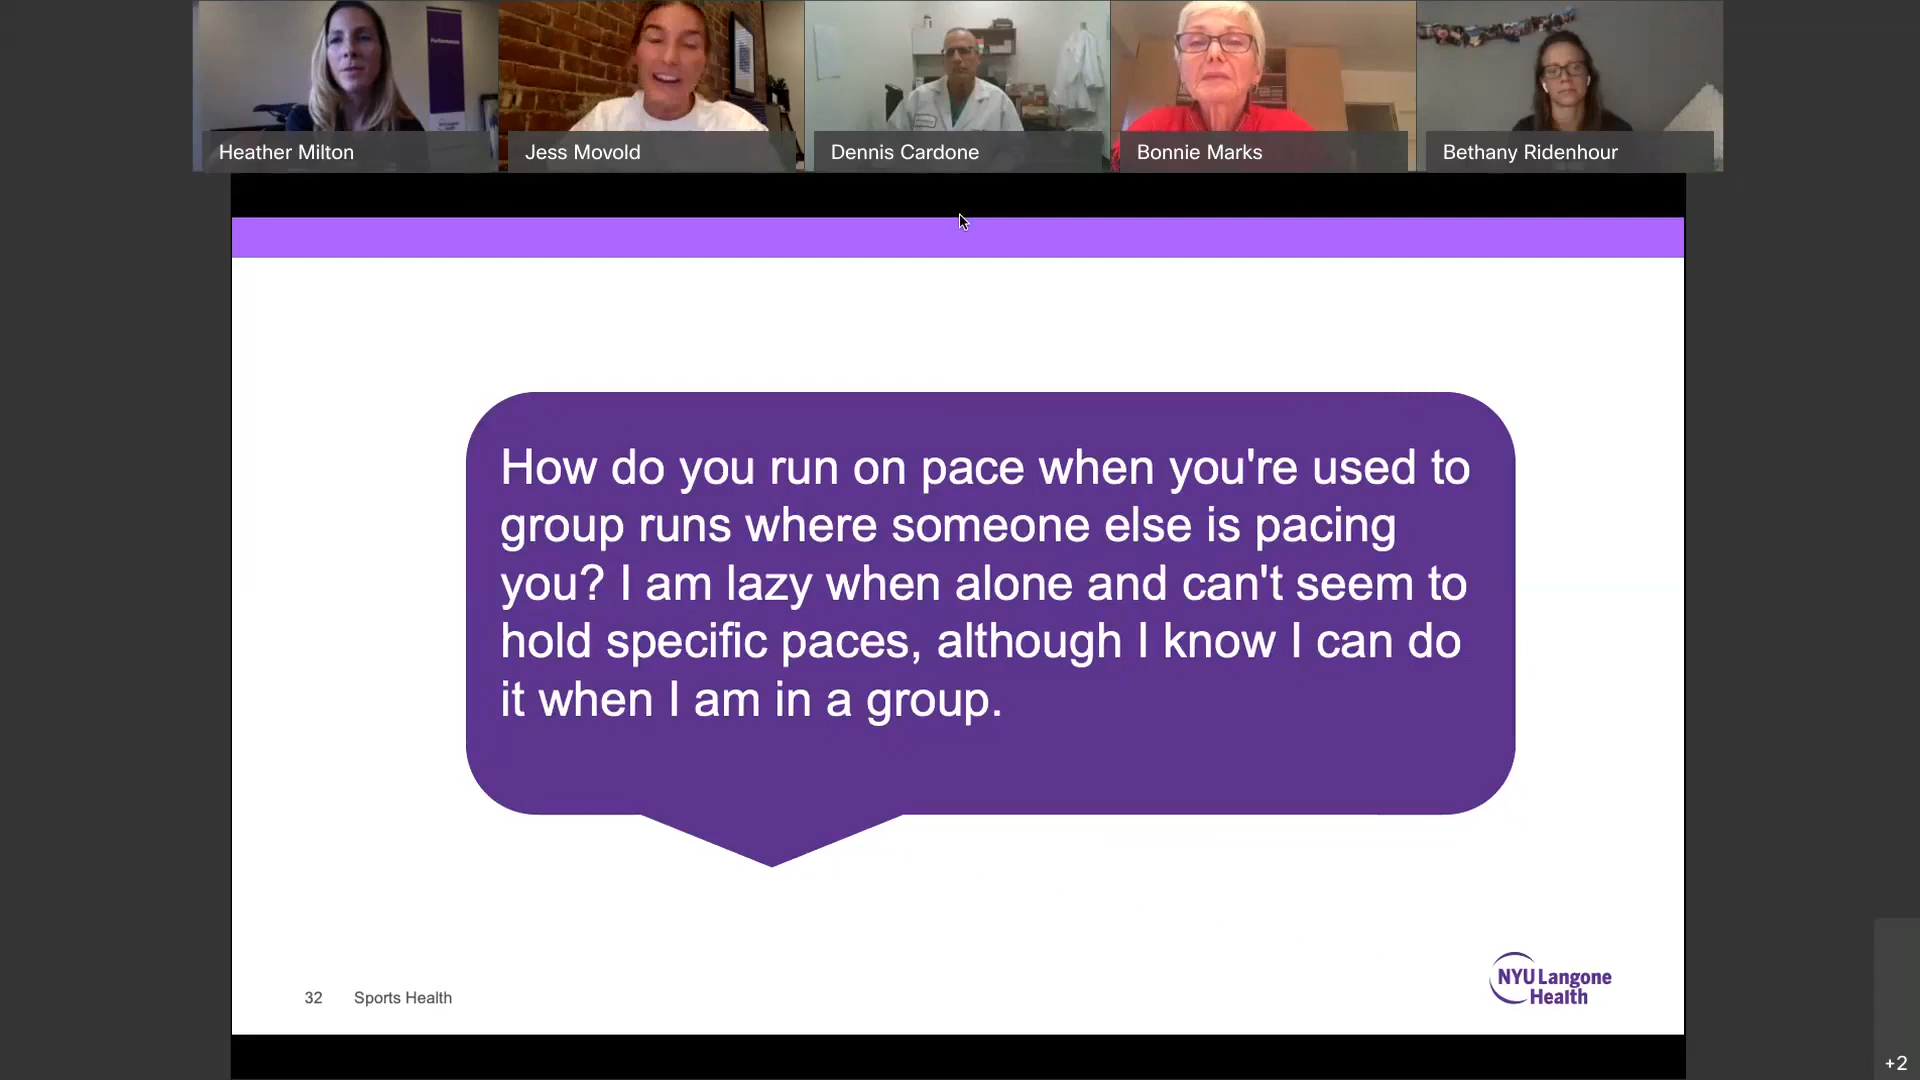 Performance
Heather Milton
Jess Movold
Dennis Cardone
Bonnie Marks
Bethany Ridenhour
How do you run on pace when you're used to
group runs where someone else is pacing
you? I am lazy when alone and can't seem to
hold specific paces, although I know I can do
it when I am in a group.
32 Sports Health
NYU Langone
Health
+2